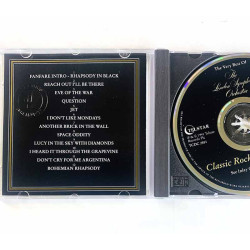 FANFARE INTRO - RHAPSODY IN BLACK
REACH OUT I'LL BE THERE
EYE OF THE WAR
QUESTION
JET
I DON'T LIKE MONDAYS
ANOTHER BRICK IN THE WALL
SPACE ODDITY
LUCY IN THE SKY WITH DIAMONDS
I HEARD IT THROUGH THE GRAPEVINE
DON'T CRY FOR ME ARGENTINA
BOHEMIAN RHAPSODY
The Very Best Of
The
London
Orchestra
TELSTAR
Classic Rock